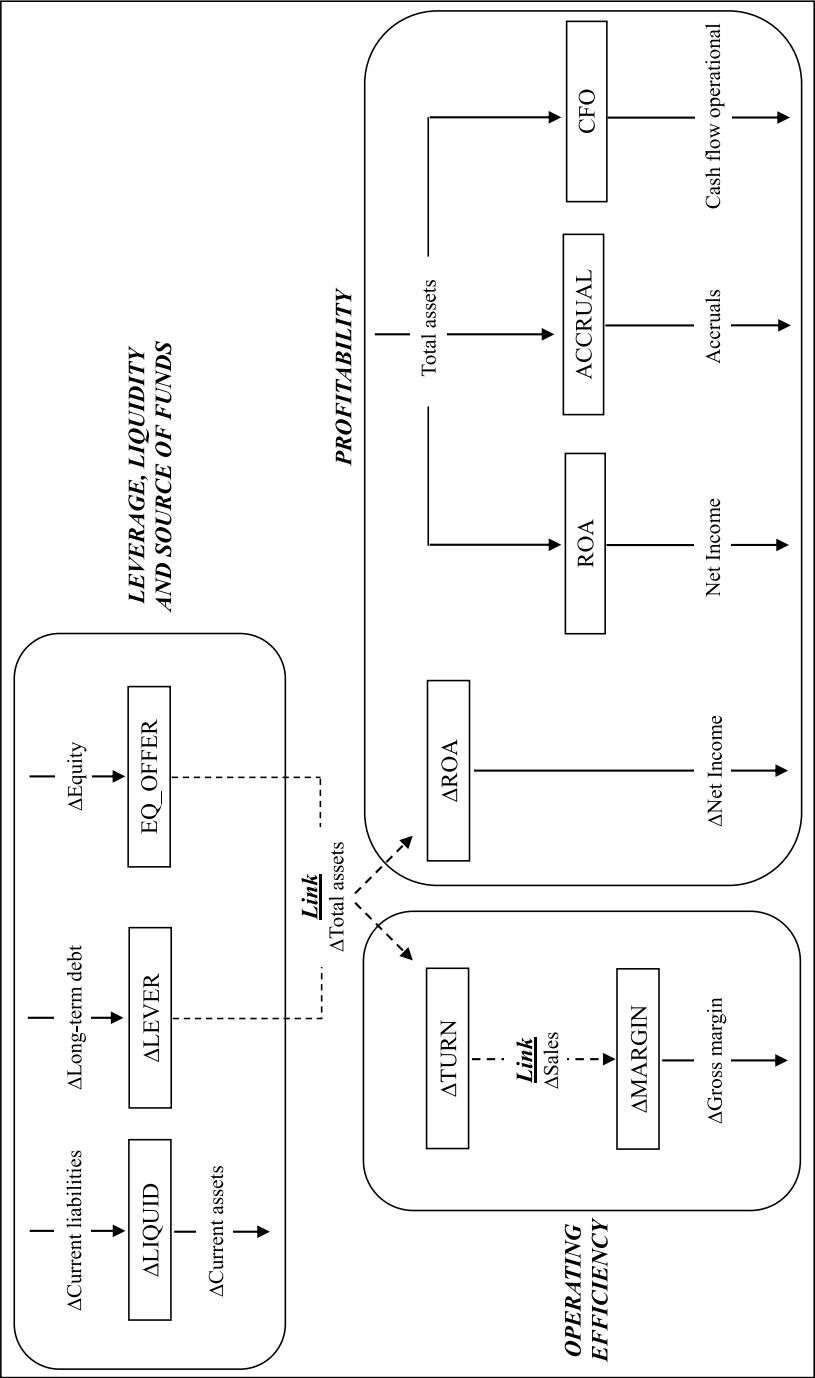 LEVERAGE, LIQUIDITY
AND SOURCE OF FUNDS
ΔCurrent liabilities
ΔLong-term debt
ΔEquity
ΔLIQUID
ΔLEVER
EQ_OFFER
ΔCurrent assets
Link
ΔTotal assets
PROFITABILITY
Total assets
ΔTURN
ΔROA
Link
ΔSales
OPERATING
EFFICIENCY
ΔMARGIN
ROA
ACCRUAL
CFO
ΔGross margin
ΔNet Income
Net Income
Accruals
Cash flow operational